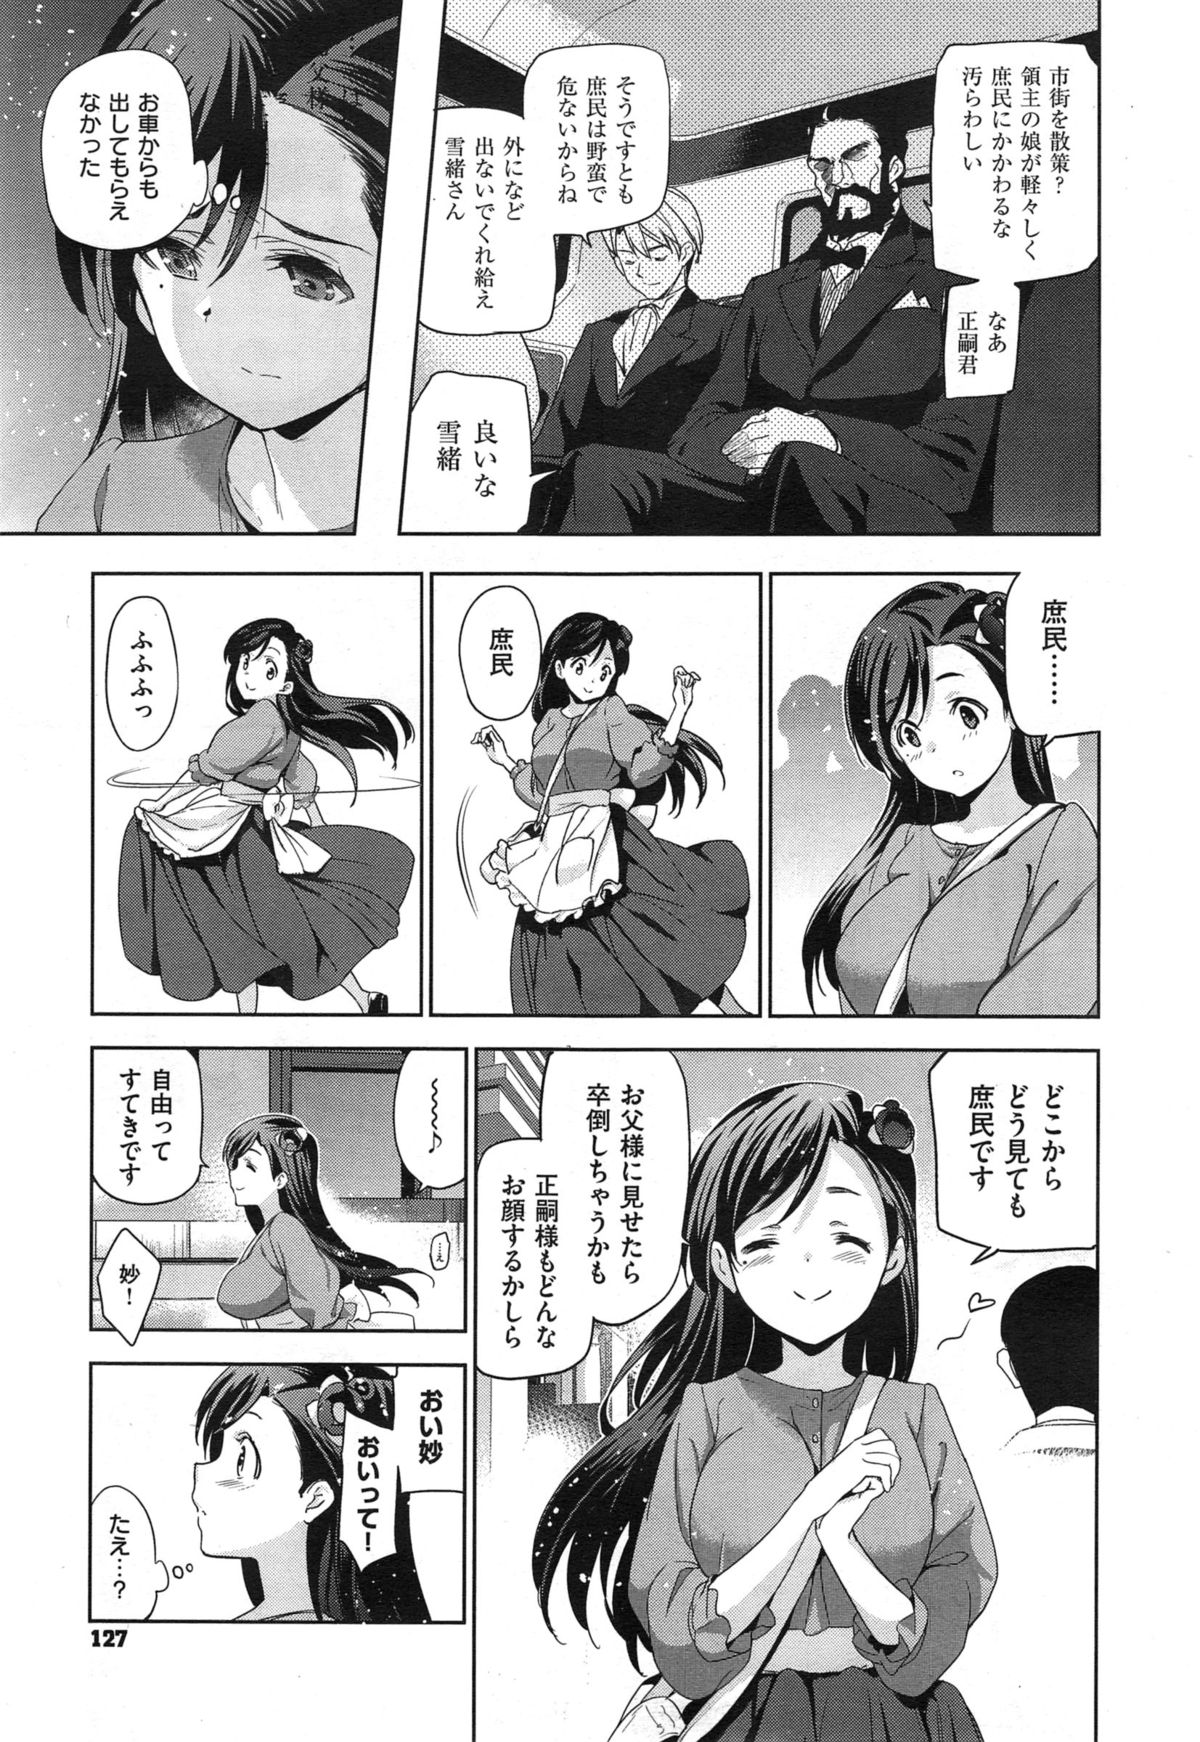 市街を散策?
領主の娘が軽々しく
庶民にかかわるな
汚らわしい
なあ
正嗣君
そうですとも
庶民は野蛮で
危ないからね
外になど
出ないでくれ給え
雪緒さん
良いな
雪緒
お車からも
出してもらえ
なかった
庶民……
庶民
ふふふっ
どこから
どう見ても
庶民です
お父様に見せたら
卒倒しちゃうかも
正嗣様もどんな
お顔するかしら
〜〜〜♪
自由って
すてきです
…え
妙!
おい妙
おいって!
たえ…?
127